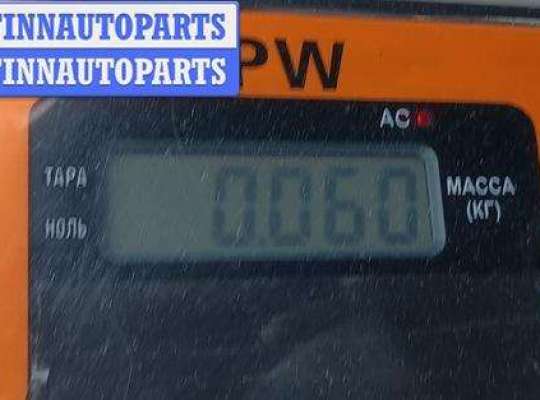 FINNAUTOPARTS
FINNAUTOPARTS
PW
AC
ТАРА
0.060
МАССА
(КГ)
НОЛЬ